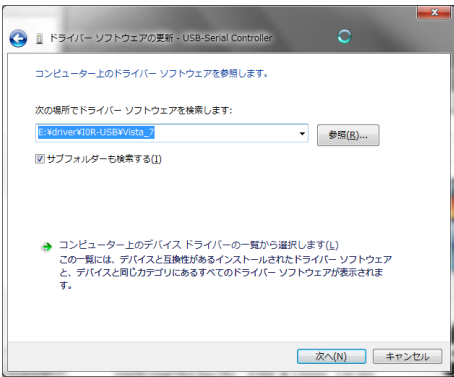 ドライバー ソフトウェアの更新 - USB-Serial Controller
コンピューター上のドライバー ソフトウェアを参照します。
次の場所でドライバー ソフトウェアを検索します:
E:¥driver¥I0R-USB¥Vista_7
参照(R)...
サブフォルダーも検索する(I)
コンピューター上のデバイス ドライバーの一覧から選択します(L)
この一覧には、デバイスと互換性があるインストールされたドライバー ソフトウェア
と、デバイスと同じカテゴリにあるすべてのドライバー ソフトウェアが表示されま
す。
次へ(N)
キャンセル